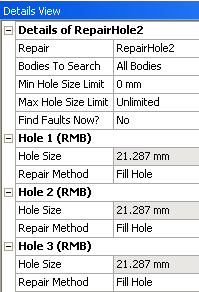 Details View
Details of RepairHole2
Repair RepairHole2
Bodies To Search All Bodies
Min Hole Size Limit 0 mm
Max Hole Size Limit Unlimited
Find Faults Now? No
Hole 1 (RMB)
Hole Size 21.287 mm
Repair Method Fill Hole
Hole 2 (RMB)
Hole Size 21.287 mm
Repair Method Fill Hole
Hole 3 (RMB)
Hole Size 21.287 mm
Repair Method Fill Hole